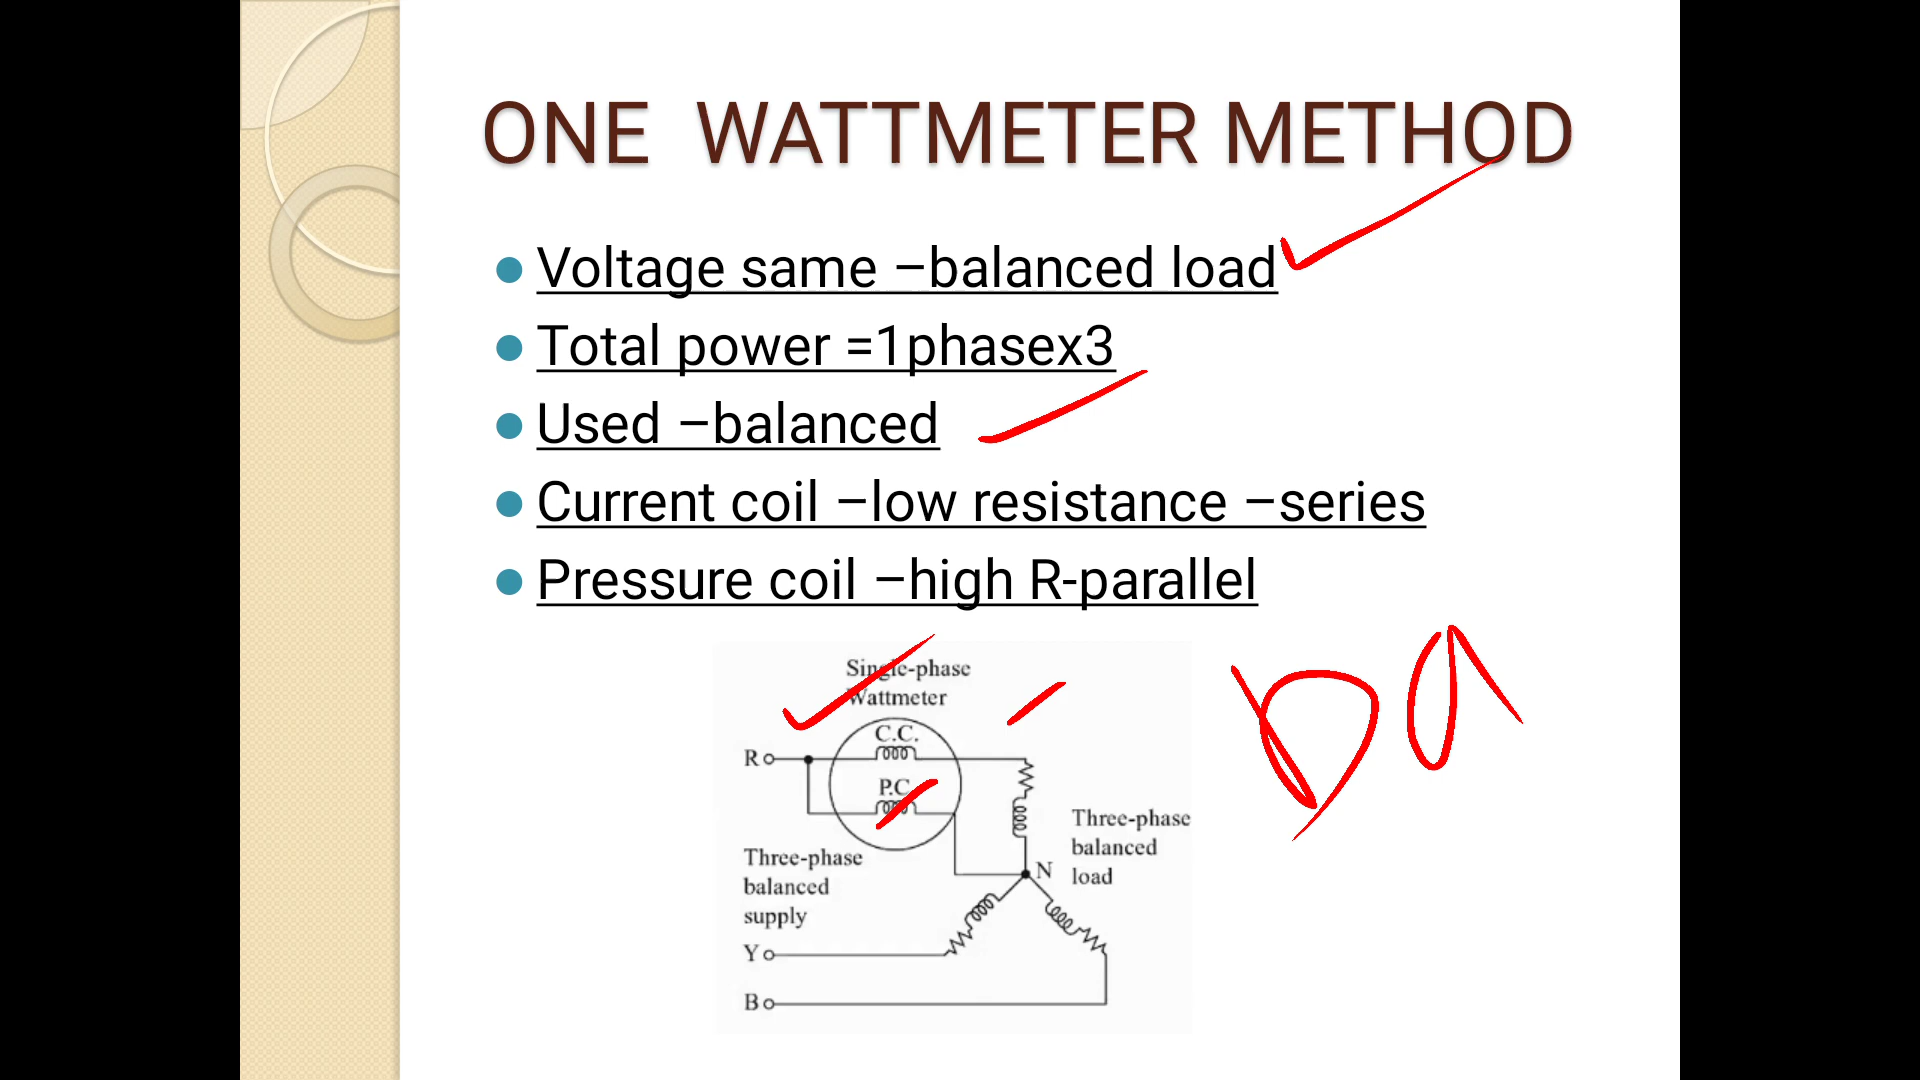 ONE WATTMETER METHOD
Voltage same –balanced load
Total power =1phasex3
Used –balanced
Current coil –low resistance –series
Pressure coil –high R-parallel
Single-phase
Wattmeter
C.C.
R
P.C.
Three-phase
balanced
load
N
Three-phase
balanced
supply
Y
B